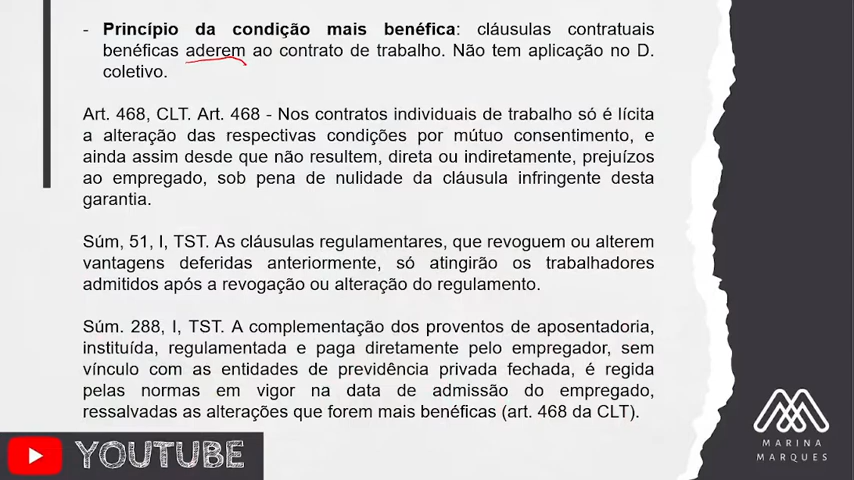 - Princípio da condição mais benéfica: cláusulas contratuais
benéficas aderem ao contrato de trabalho. Não tem aplicação no D.
coletivo.
Art. 468, CLT. Art. 468 - Nos contratos individuais de trabalho só é lícita
a alteração das respectivas condições por mútuo consentimento, e
ainda assim desde que não resultem, direta ou indiretamente, prejuízos
ao empregado, sob pena de nulidade da cláusula infringente desta
garantia.
Súm, 51, I, TST. As cláusulas regulamentares, que revoguem ou alterem
vantagens deferidas anteriormente, só atingirão os trabalhadores
admitidos após a revogação ou alteração do regulamento.
Súm. 288, I, TST. A complementação dos proventos de aposentadoria,
instituída, regulamentada e paga diretamente pelo empregador, sem
vínculo com as entidades de previdência privada fechada, é regida
pelas normas em vigor na data de admissão do empregado,
ressalvadas as alterações que forem mais benéficas (art. 468 da CLT).
MARINA
MARQUES
YOUTUBE